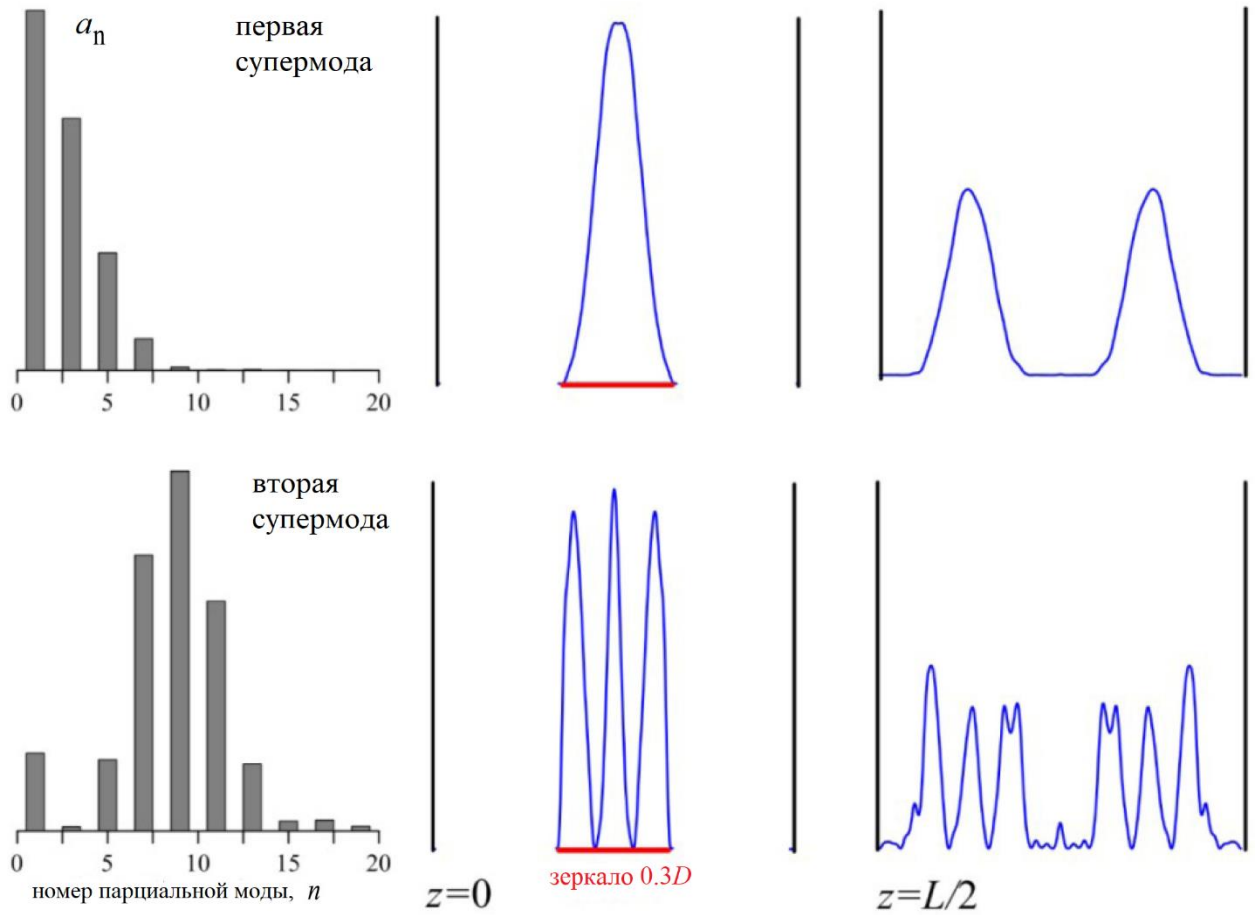 aₙ
первая
супермода
0 5 10 15 20
вторая
супермода
0 5 10 15 20
номер парциальной моды, n
z=0
зеркало 0.3D
z=L/2